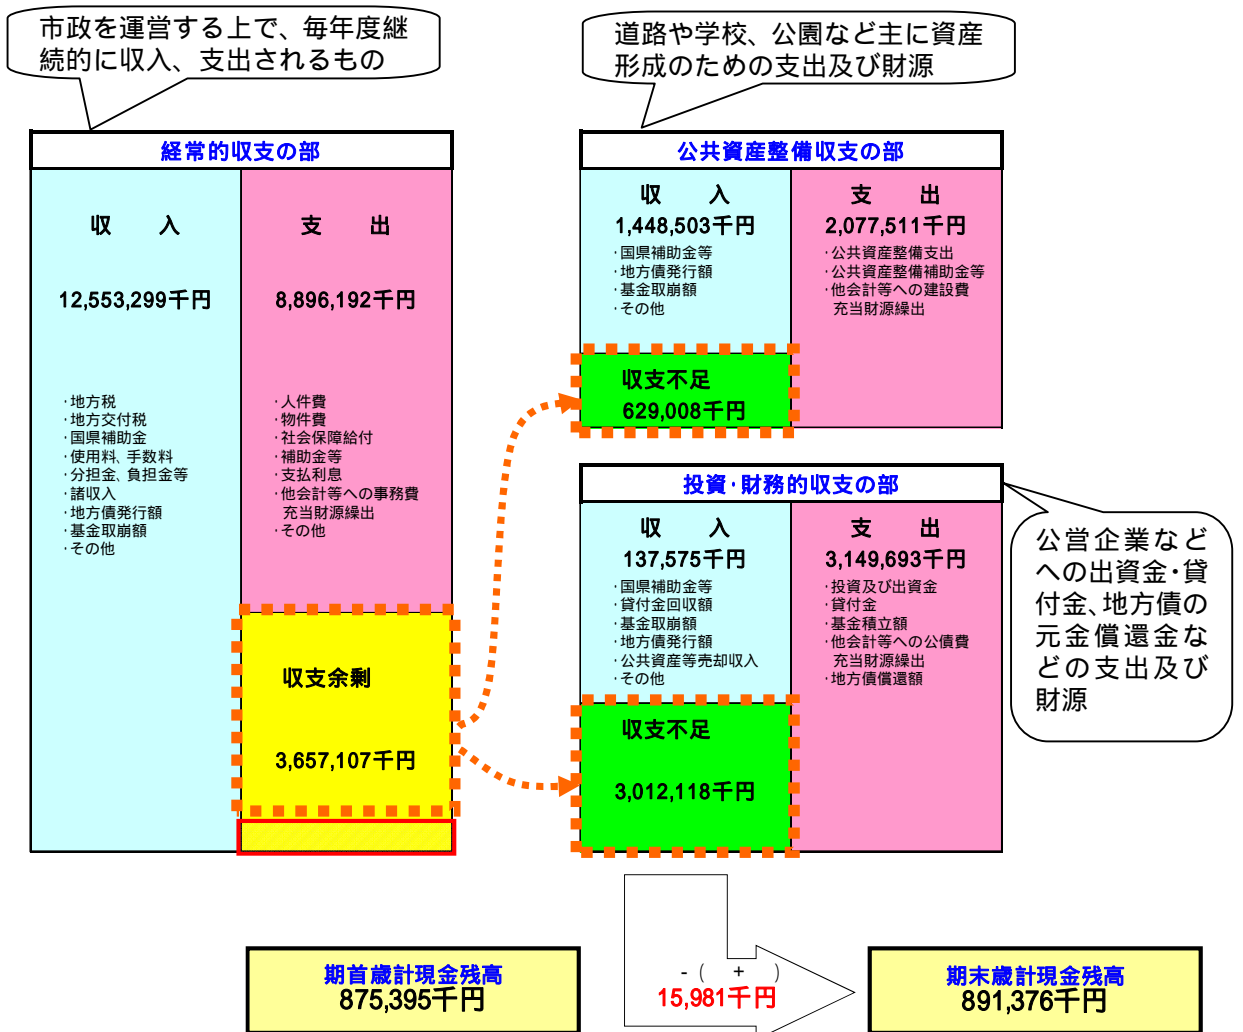 市政を運営する上で、毎年度継
続的に収入、支出されるもの
道路や学校、公園など主に資産
形成のための支出及び財源
経常的収支の部
収　入
12,553,299千円
・地方税
・地方交付税
・国県補助金
・使用料、手数料
・分担金、負担金等
・諸収入
・地方債発行額
・基金取崩額
・その他
支　出
8,896,192千円
・人件費
・物件費
・社会保障給付
・補助金等
・支払利息
・他会計等への事務費
充当財源繰出
・その他
収支余剰
3,657,107千円
公共資産整備収支の部
収　入
1,448,503千円
・国県補助金等
・地方債発行額
・基金取崩額
・その他
収支不足
629,008千円
支　出
2,077,511千円
・公共資産整備支出
・公共資産整備補助金等
・他会計等への建設費
充当財源繰出
投資・財務的収支の部
収　入
137,575千円
・国県補助金等
・貸付金回収額
・基金取崩額
・地方債発行額
・公共資産等売却収入
・その他
収支不足
3,012,118千円
支　出
3,149,693千円
・投資及び出資金
・貸付金
・基金積立額
・他会計等への公債費
充当財源繰出
・地方債償還額
公営企業など
への出資金・貸
付金、地方債の
元金償還金な
どの支出及び
財源
期首歳計現金残高
875,395千円
-（　+　）
15,981千円
期末歳計現金残高
891,376千円